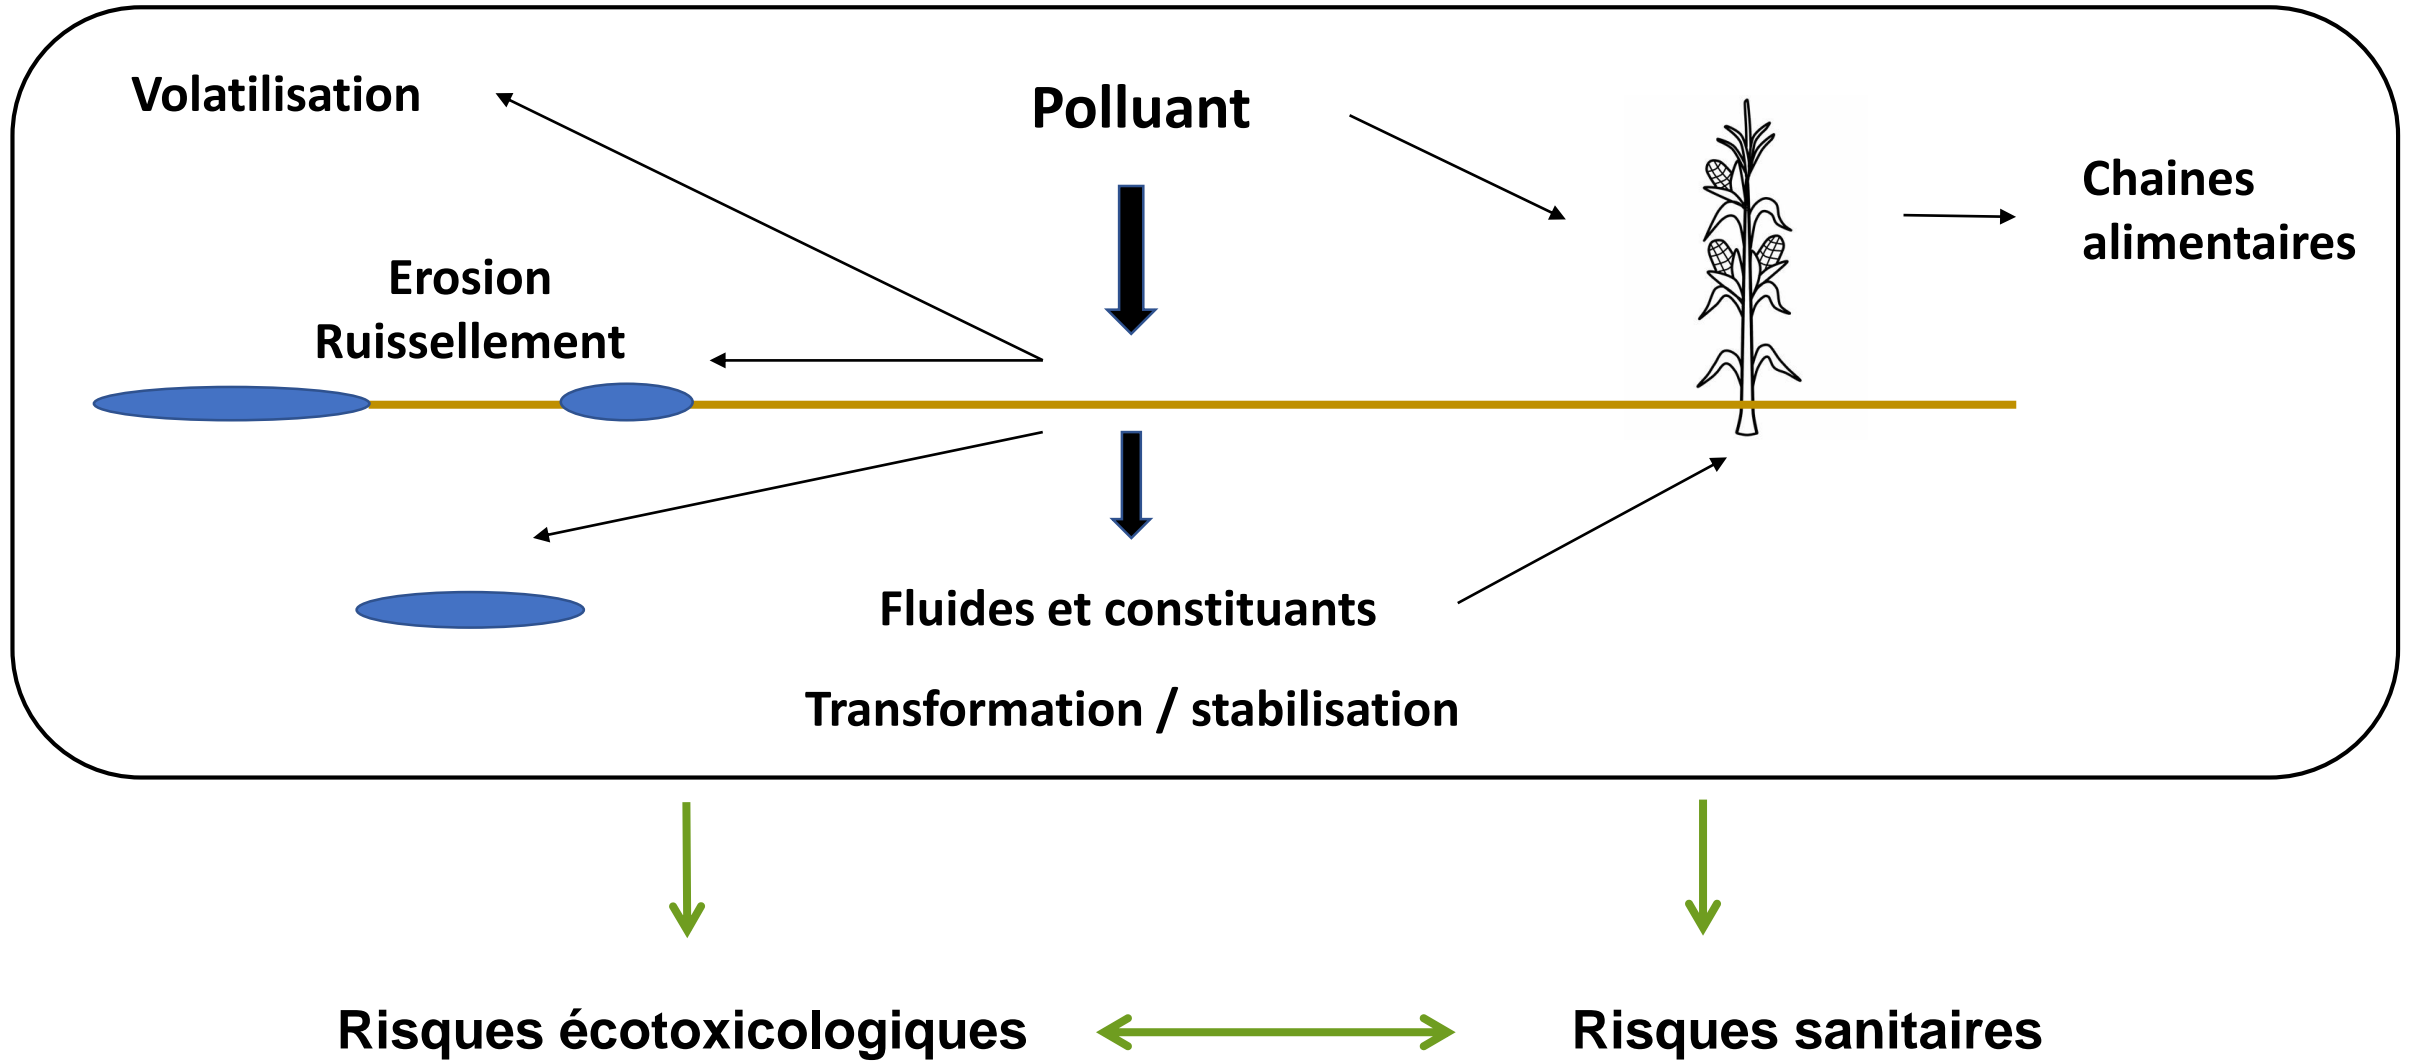 Volatilisation
Polluant
Chaines
alimentaires
Erosion
Ruissellement
Fluides et constituants
Transformation / stabilisation
Risques écotoxicologiques
Risques sanitaires